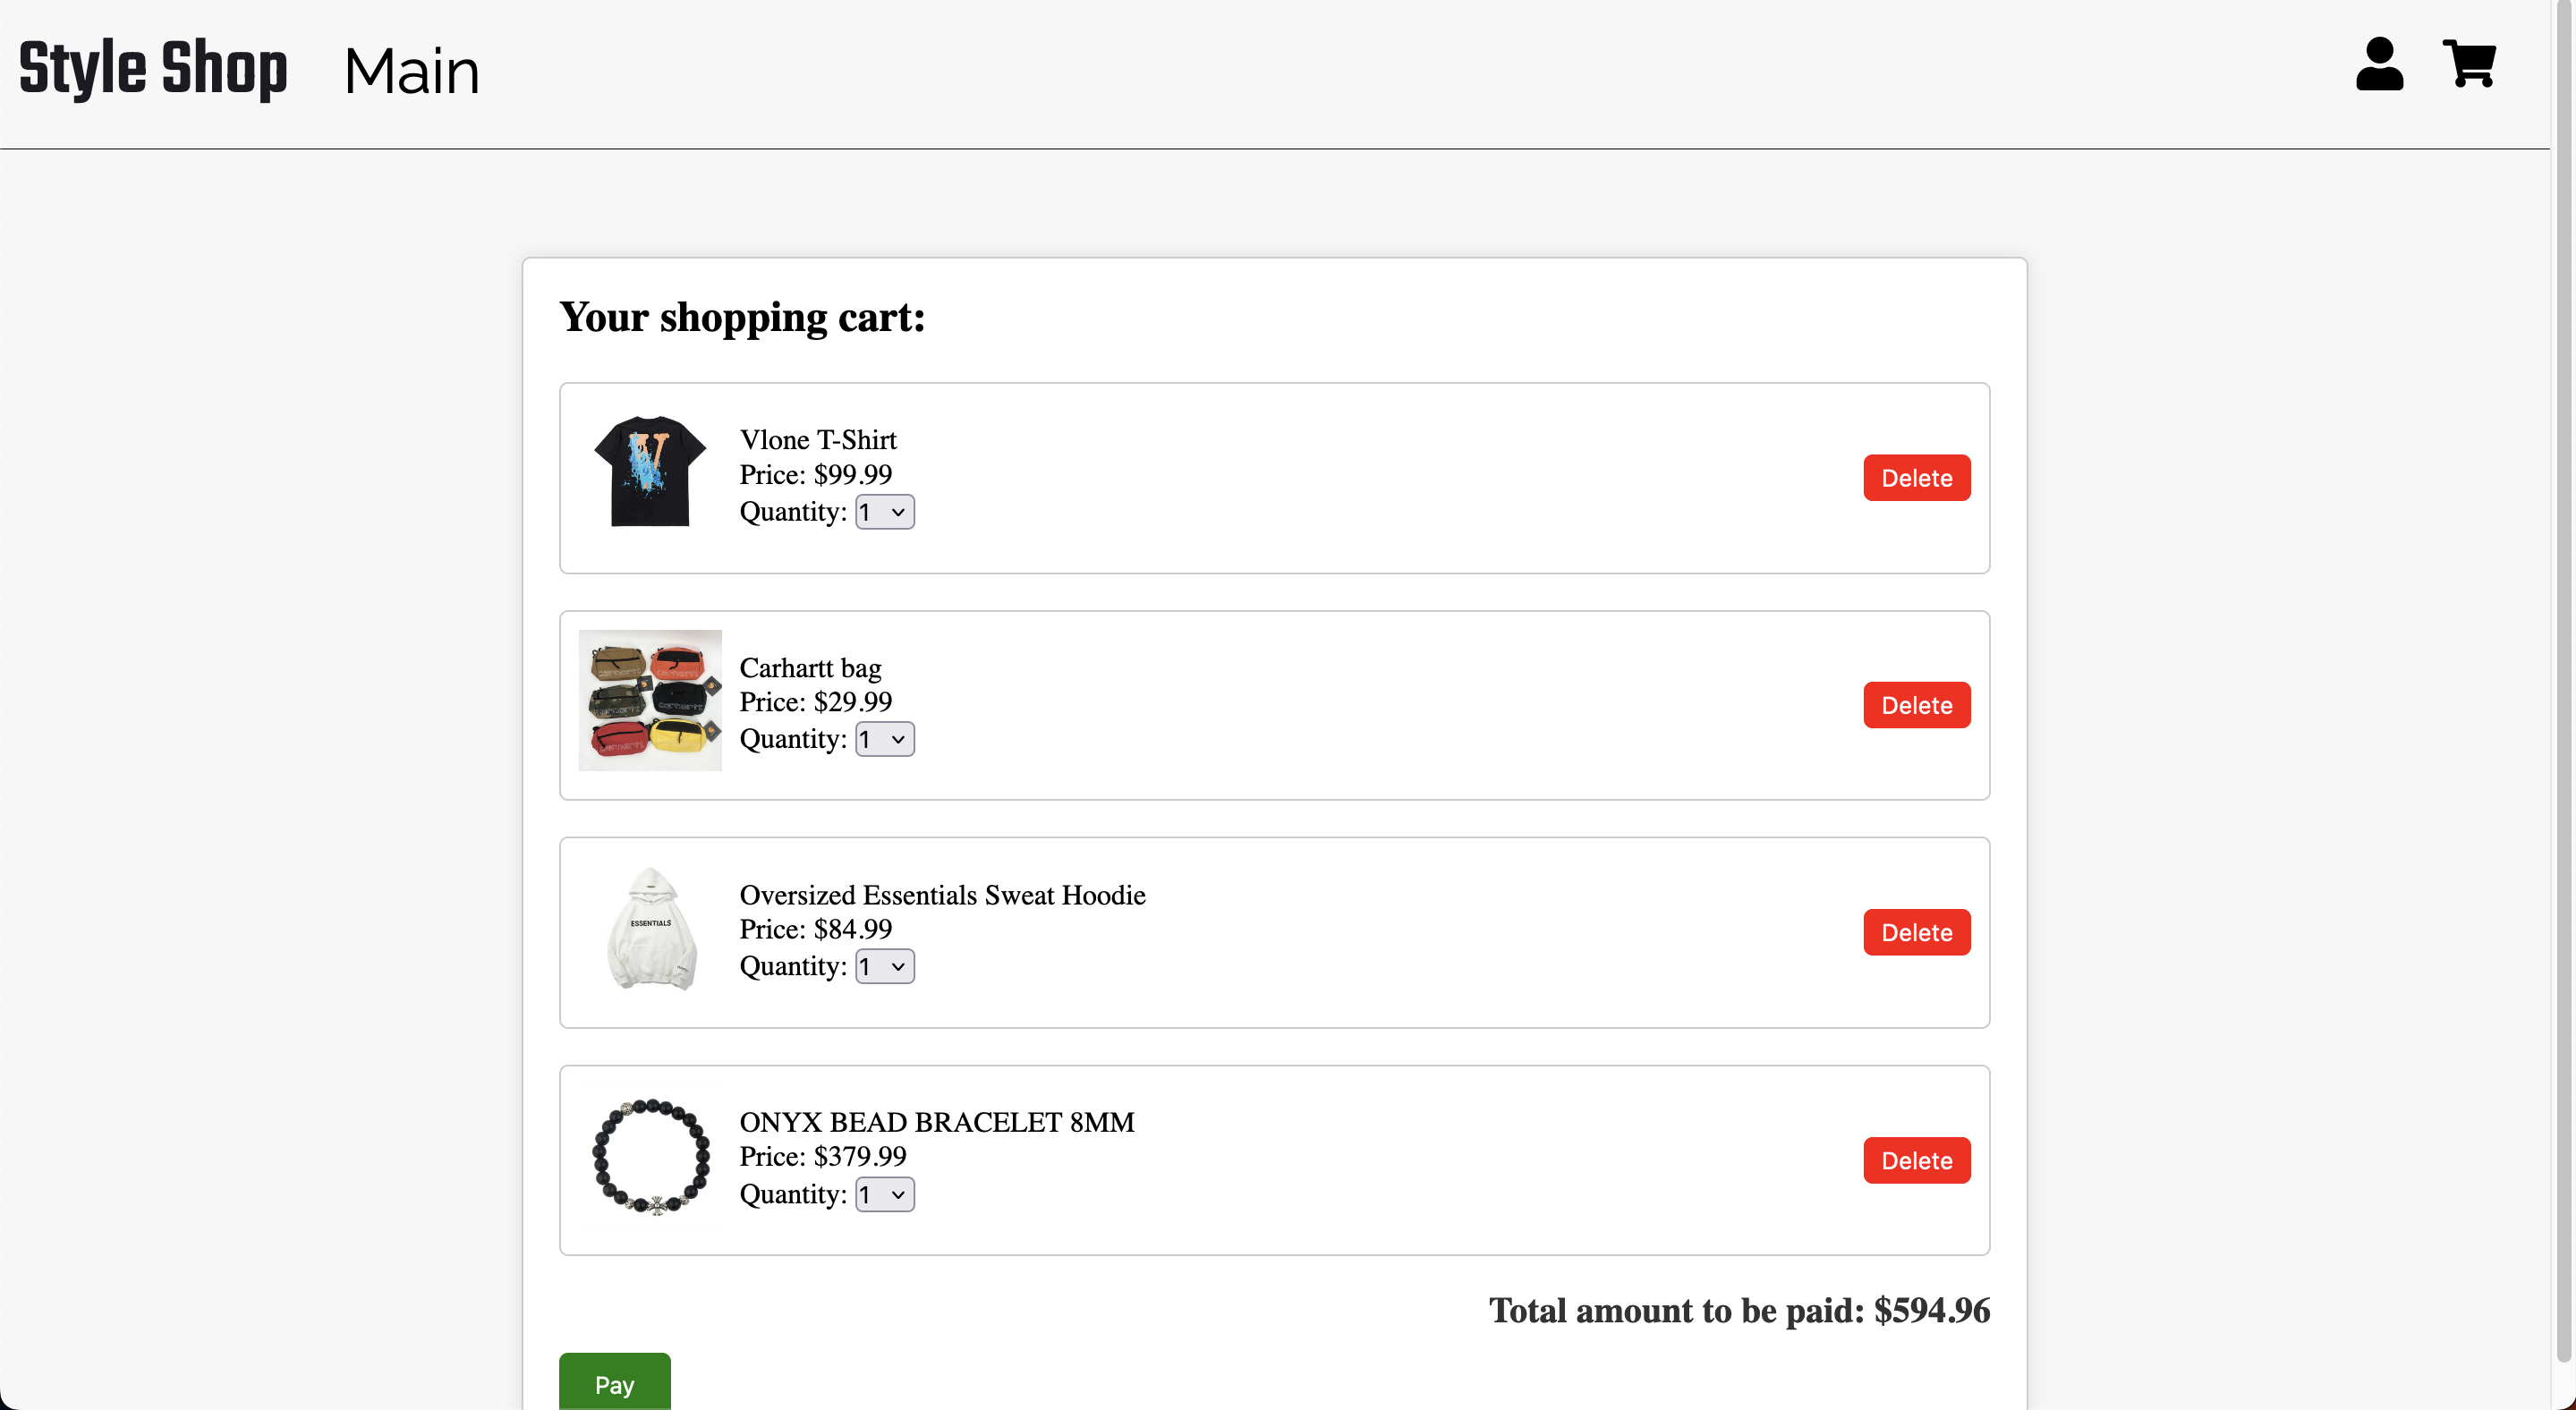 Style Shop Main
Your shopping cart:
Vlone T-Shirt
Price: $99.99
Quantity: 1
Delete
Carhartt bag
Price: $29.99
Quantity: 1
Delete
ESSENTIALS
Oversized Essentials Sweat Hoodie
Price: $84.99
Quantity: 1
Delete
ONYX BEAD BRACELET 8MM
Price: $379.99
Quantity: 1
Delete
Total amount to be paid: $594.96
Pay